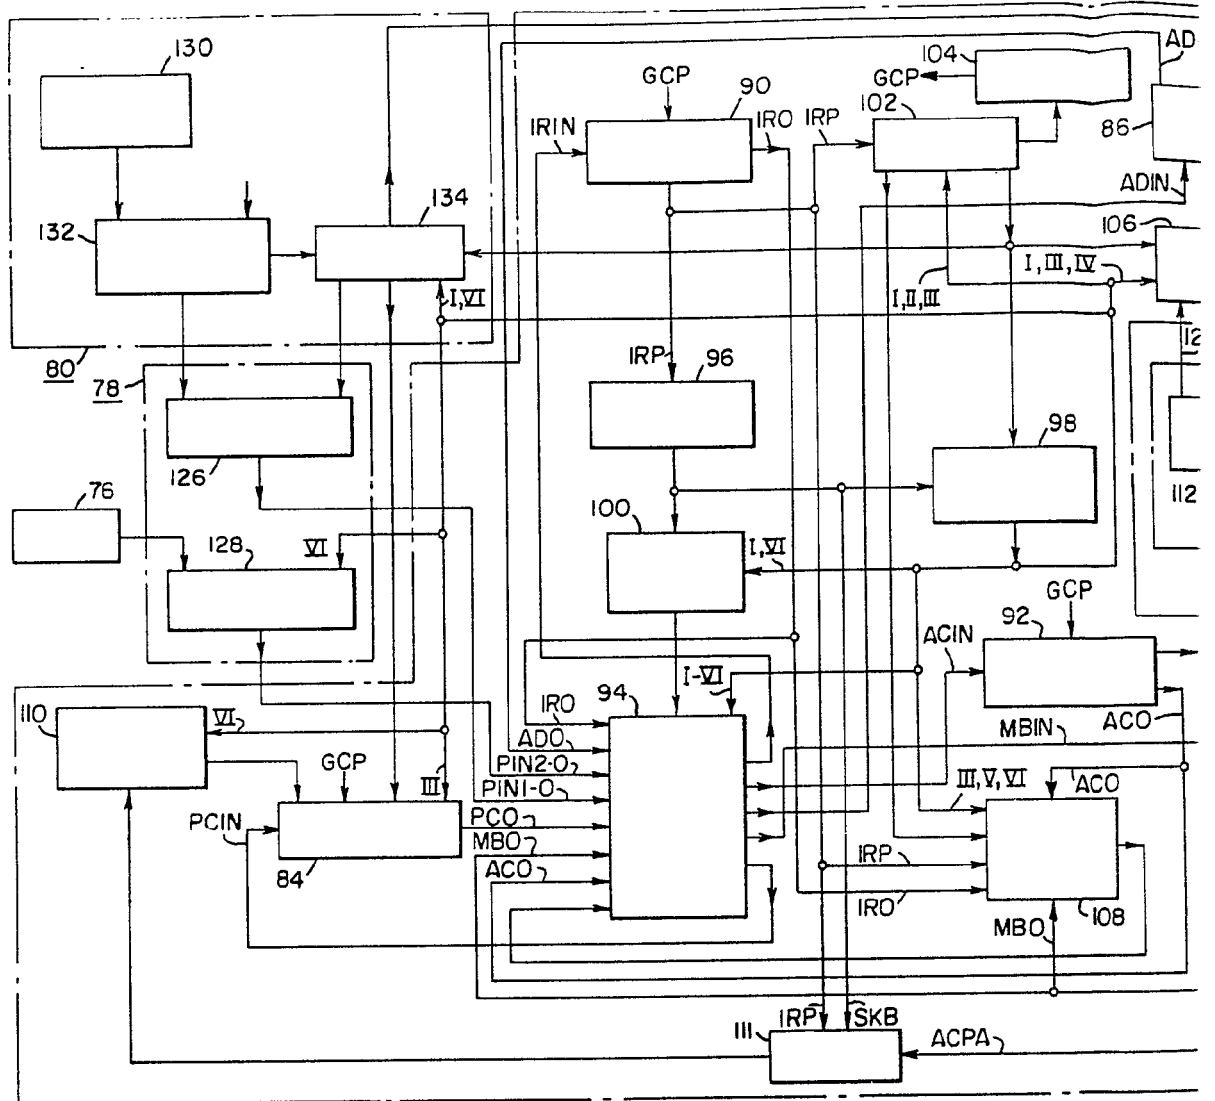 130
104
AD
GCP
GCP
90
102
86
IRIN
IRO
IRP
ADIN
134
132
106
I,III,IV
I,VI
I,II,III
80
IRP
96
12
78
98
126
76
112
100
128
VI
I,VI
GCP
92
ACIN
I-VI
94
110
VI
IRO
ACO
ADO
MBIN
GCP
PIN2-O
III
PIN1-O
III,V,VI
ACO
PCIN
PCO
MBO
IRP
84
ACO
IRO
108
MBO
IRP
SKB
111
ACPA